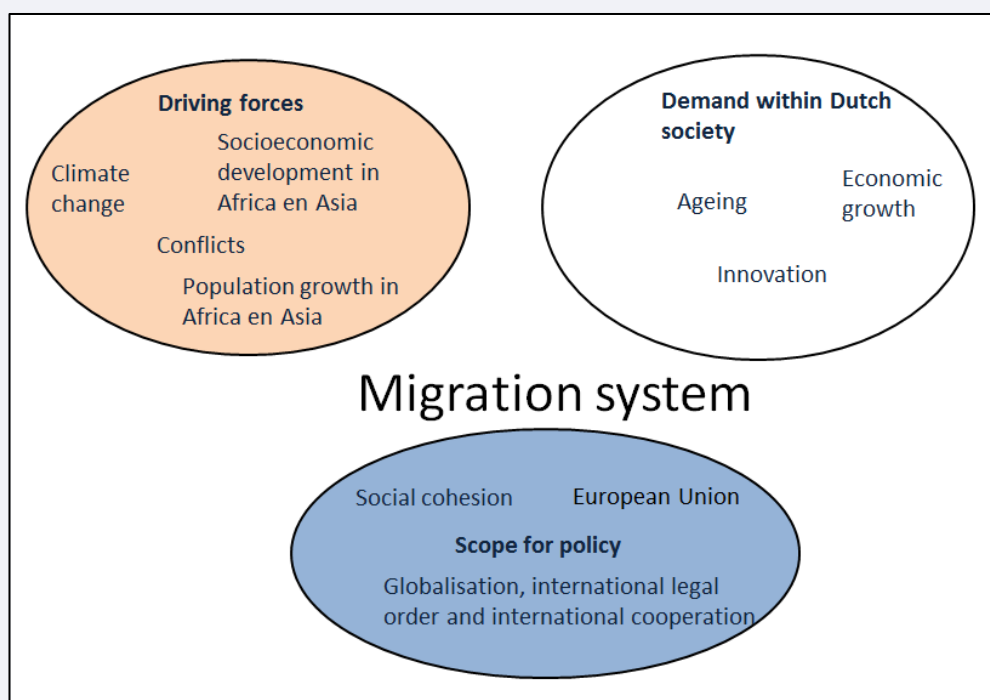 Driving forces
Socioeconomic
development in
Africa en Asia
Climate
change
Conflicts
Population growth in
Africa en Asia
Demand within Dutch
society
Ageing
Economic
growth
Innovation
Migration system
Social cohesion
European Union
Scope for policy
Globalisation, international legal
order and international cooperation